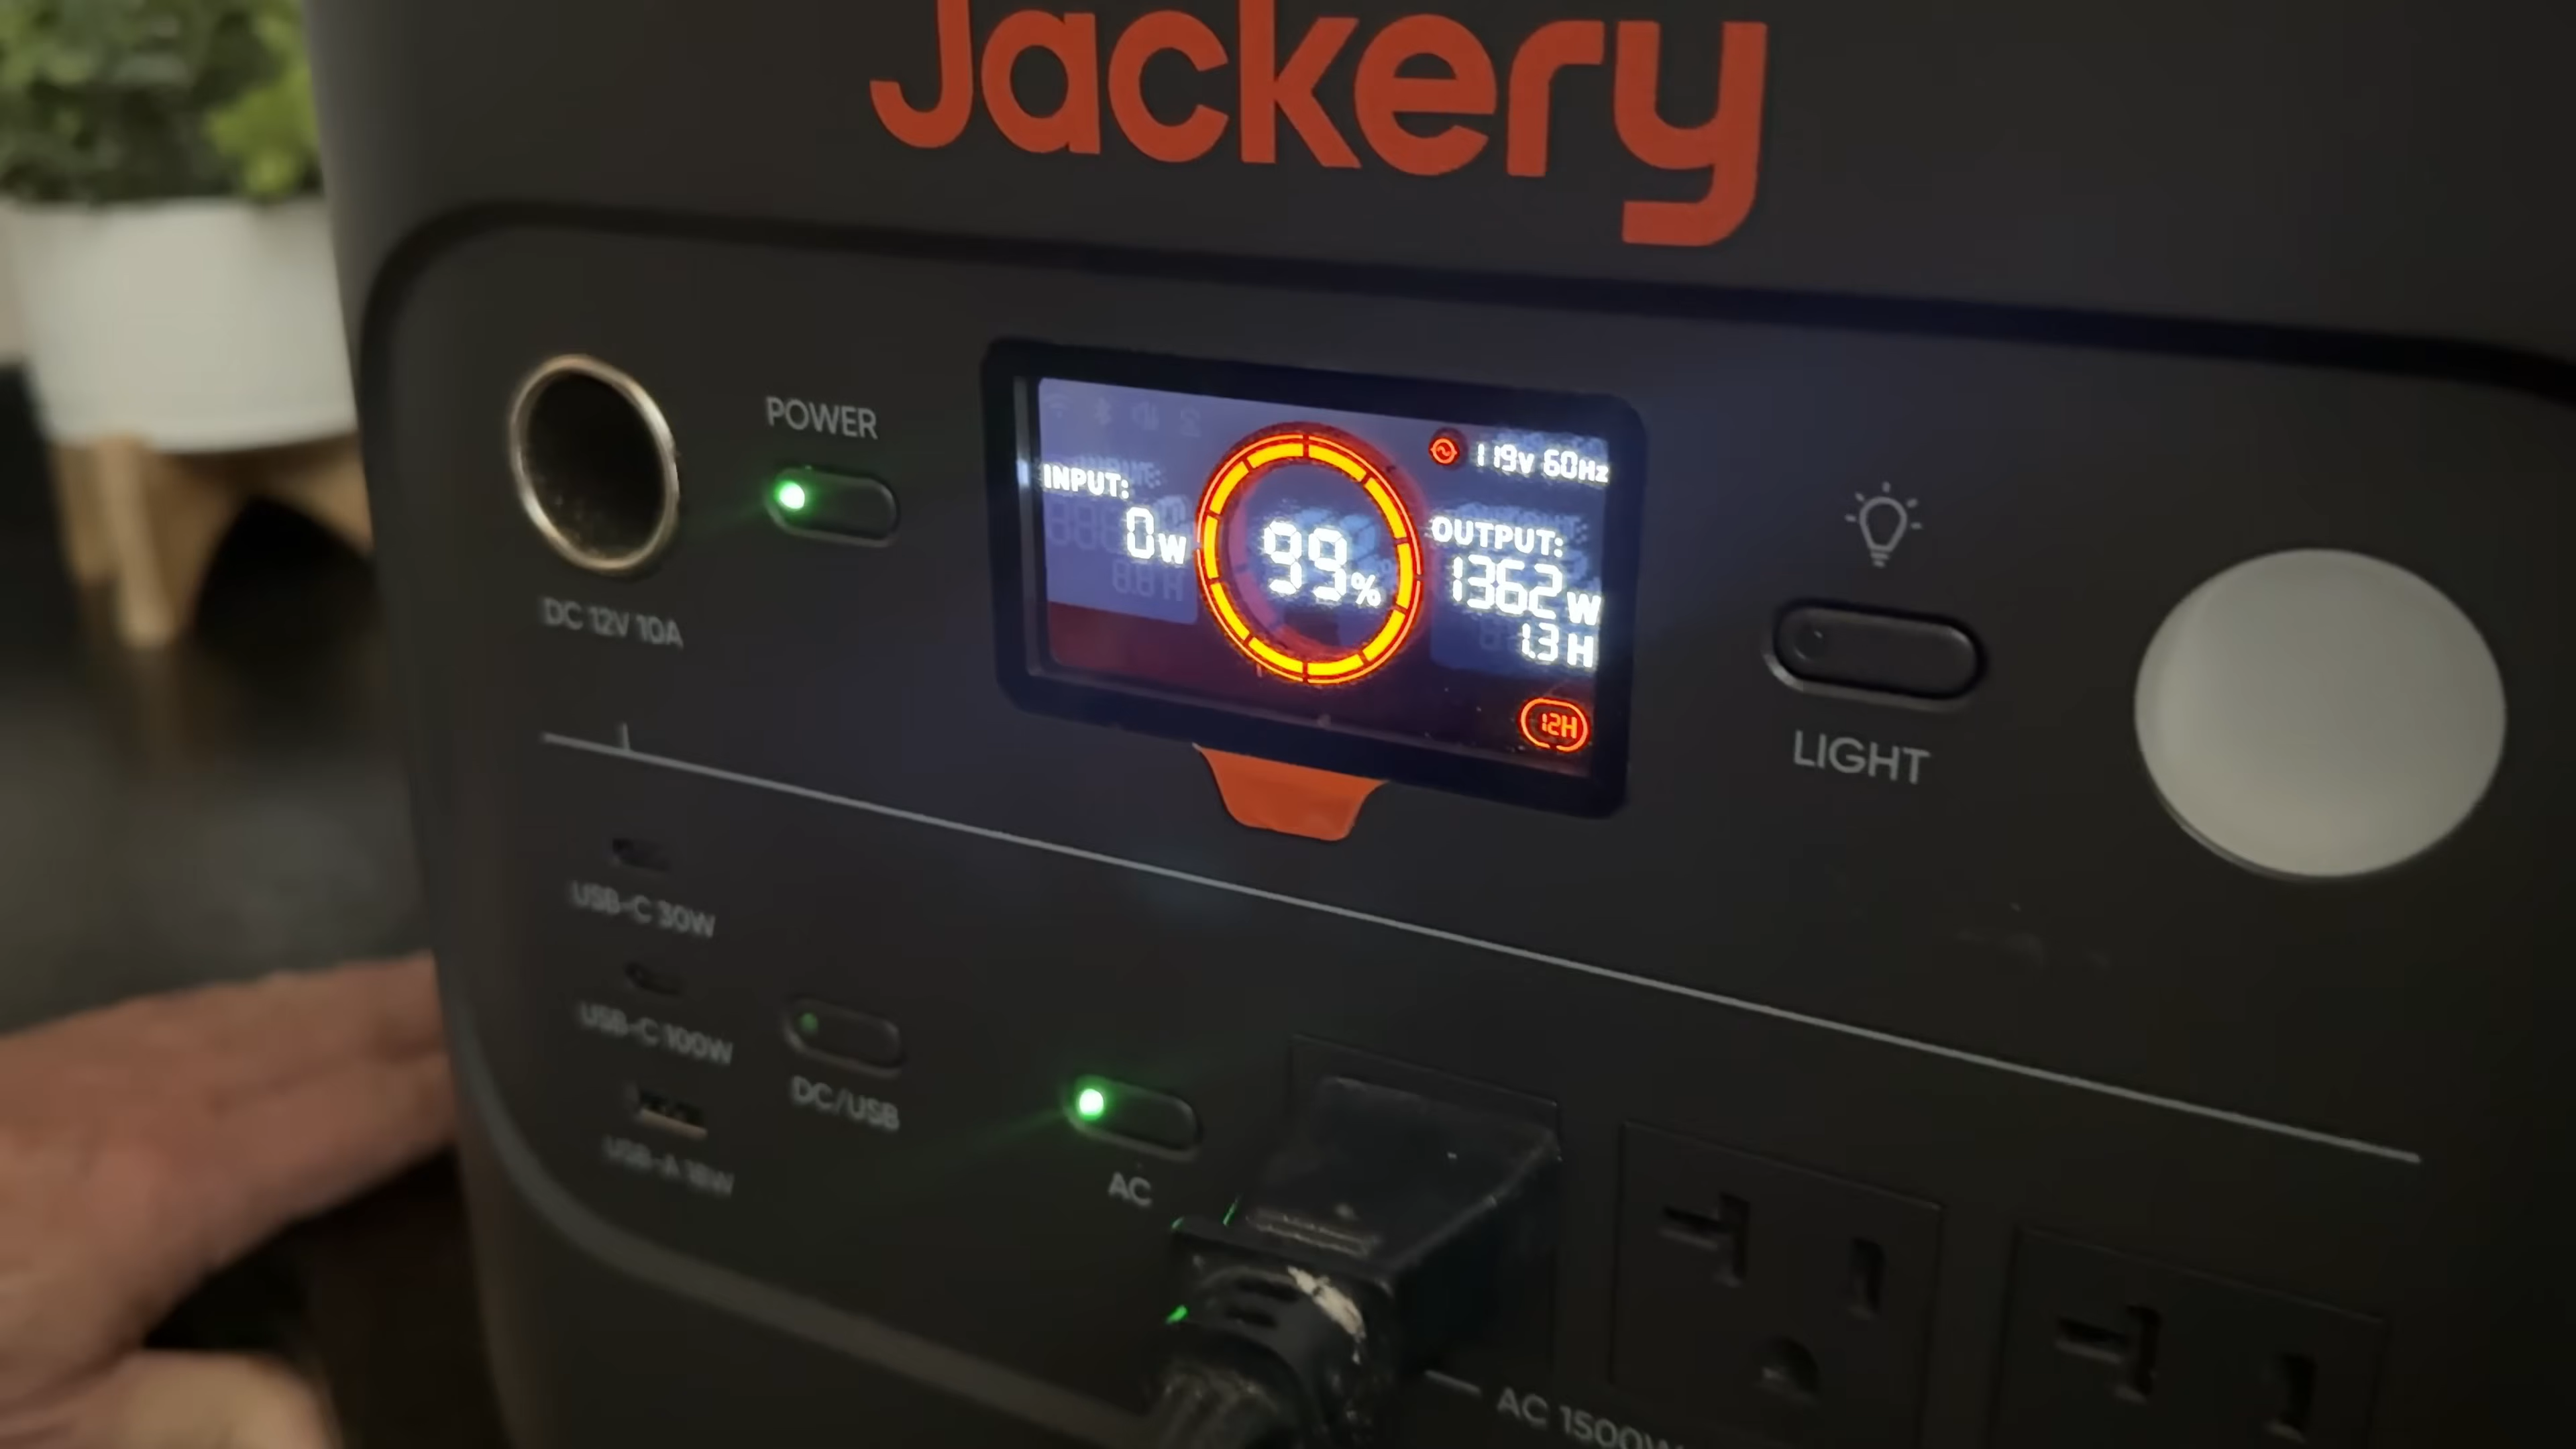 Jackery
POWER
DC 12V 10A
INPUT:
0W
99%
119V 60Hz
OUTPUT:
1362W
1.3 H
12H
LIGHT
USB-C 30W
USB-C 100W
USB-A 18W
DC/USB
AC
AC 1500W